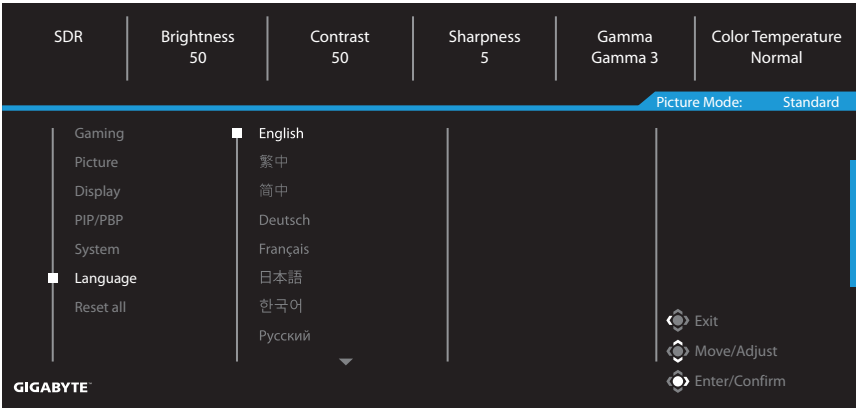 SDR
Brightness
50
Contrast
50
Sharpness
5
Gamma
Gamma 3
Color Temperature
Normal
Picture Mode: Standard
Gaming
Picture
Display
PIP/PBP
System
Language
Reset all
English
繁中
简中
Deutsch
Français
日本語
한국어
Русский
Exit
Move/Adjust
Enter/Confirm
GIGABYTE™